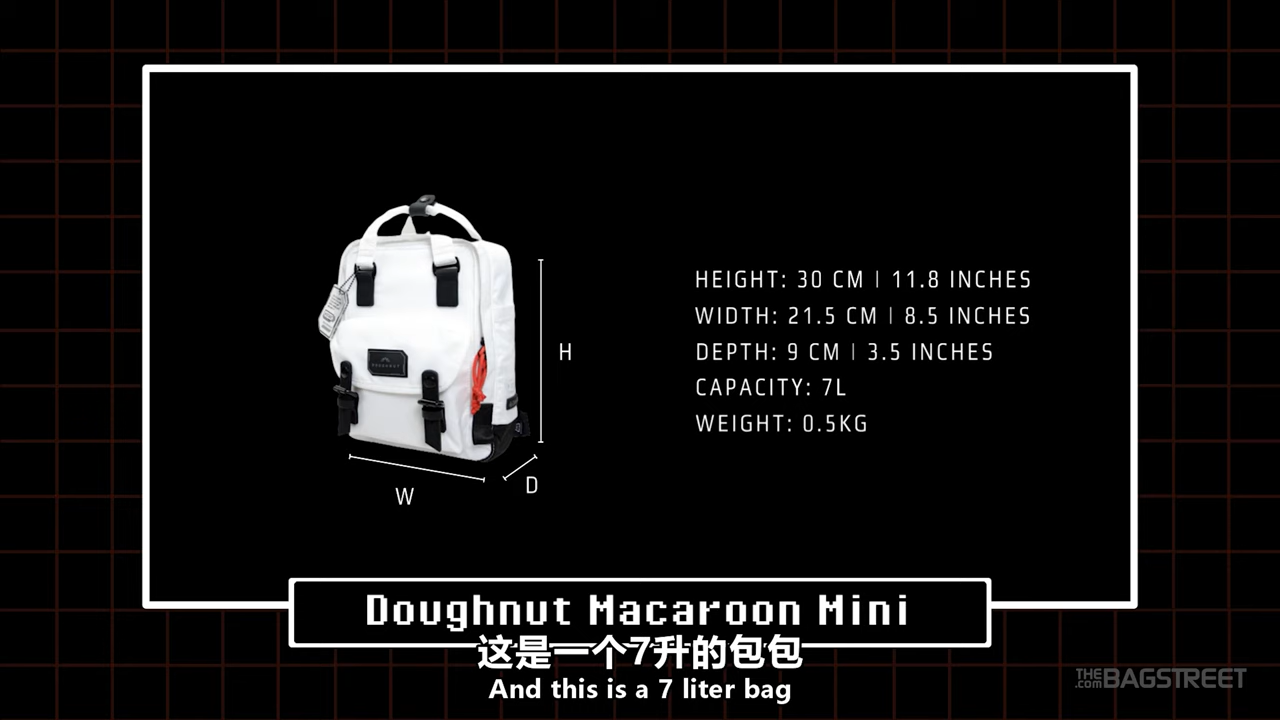 H
W
D
HEIGHT: 30 CM | 11.8 INCHES
WIDTH: 21.5 CM | 8.5 INCHES
DEPTH: 9 CM | 3.5 INCHES
CAPACITY: 7L
WEIGHT: 0.5KG
Doughnut Macaroon Mini
这是一个7升的包包
And this is a 7 liter bag
THE BAGSTREET .com